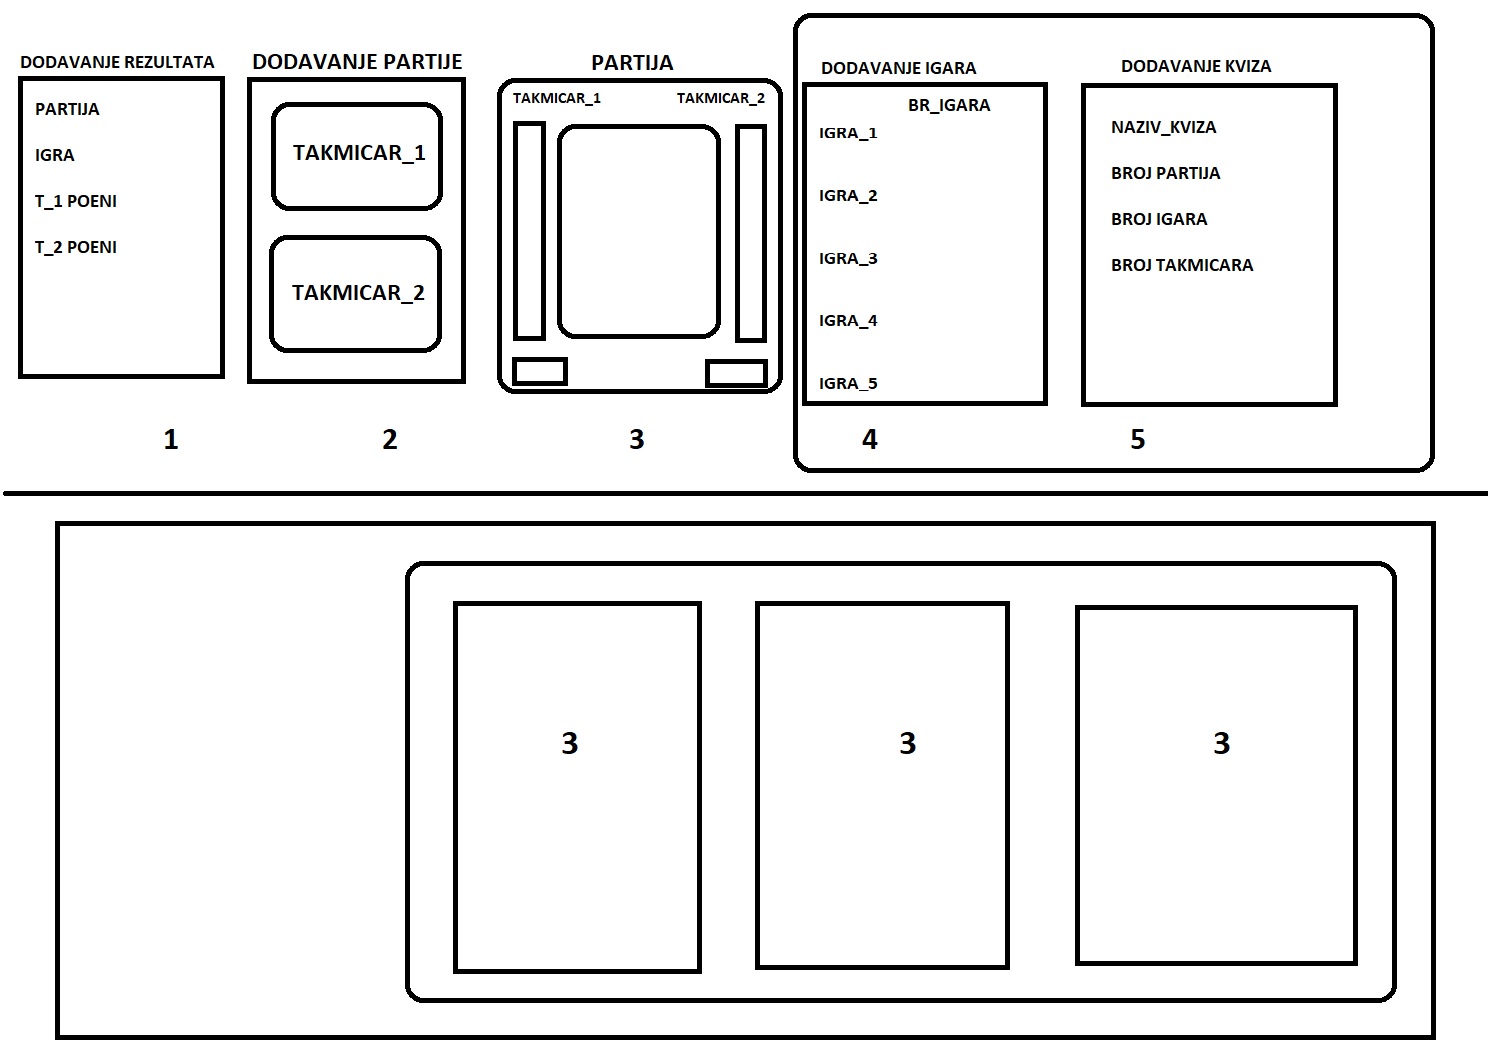 DODAVANJE REZULTATA
PARTIJA
IGRA
T_1 POENI
T_2 POENI
1
DODAVANJE PARTIJE
TAKMICAR_1
TAKMICAR_2
2
PARTIJA
TAKMICAR_1 TAKMICAR_2
3
DODAVANJE IGARA
BR_IGARA
IGRA_1
IGRA_2
IGRA_3
IGRA_4
IGRA_5
4
DODAVANJE KVIZA
NAZIV_KVIZA
BROJ PARTIJA
BROJ IGARA
BROJ TAKMICARA
5
3 3 3